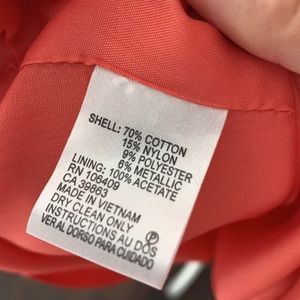 SHELL: 70% COTTON
15% NYLON
9% POLYESTER
6% METALLIC
LINING: 100% ACETATE
RN 106409
CA 39863
MADE IN VIETNAM
DRY CLEAN ONLY
INSTRUCTIONS AU DOS
VER AL DORSO PARA CUIDADO
P